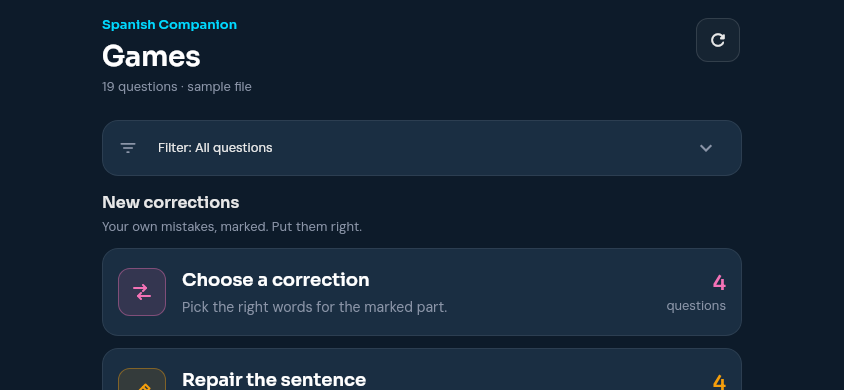 Spanish Companion
Games
19 questions · sample file
Filter: All questions
New corrections
Your own mistakes, marked. Put them right.
Choose a correction
4
Pick the right words for the marked part.
questions
Repair the sentence
4